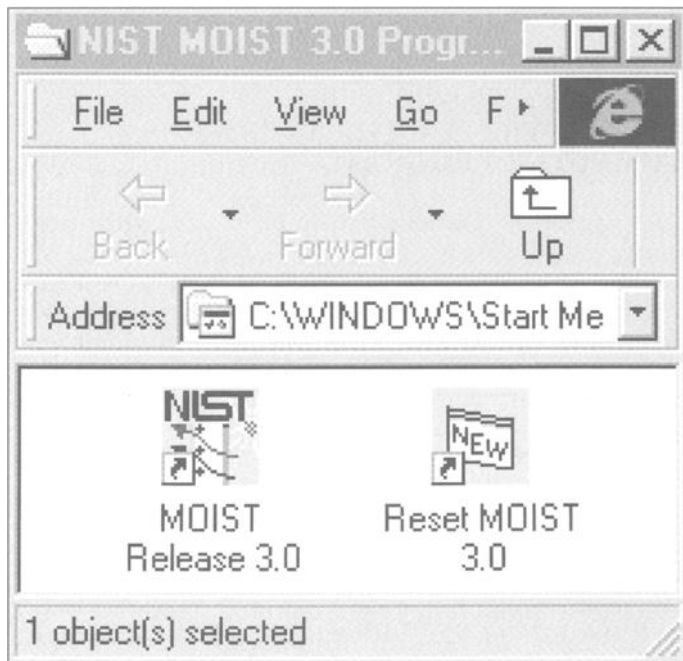 NIST MOIST 3.0 Progr...
File Edit View Go F
Back Forward Up
Address C:\WINDOWS\Start Me
NIST NEW
MOIST Release 3.0
Reset MOIST 3.0
1 object(s) selected